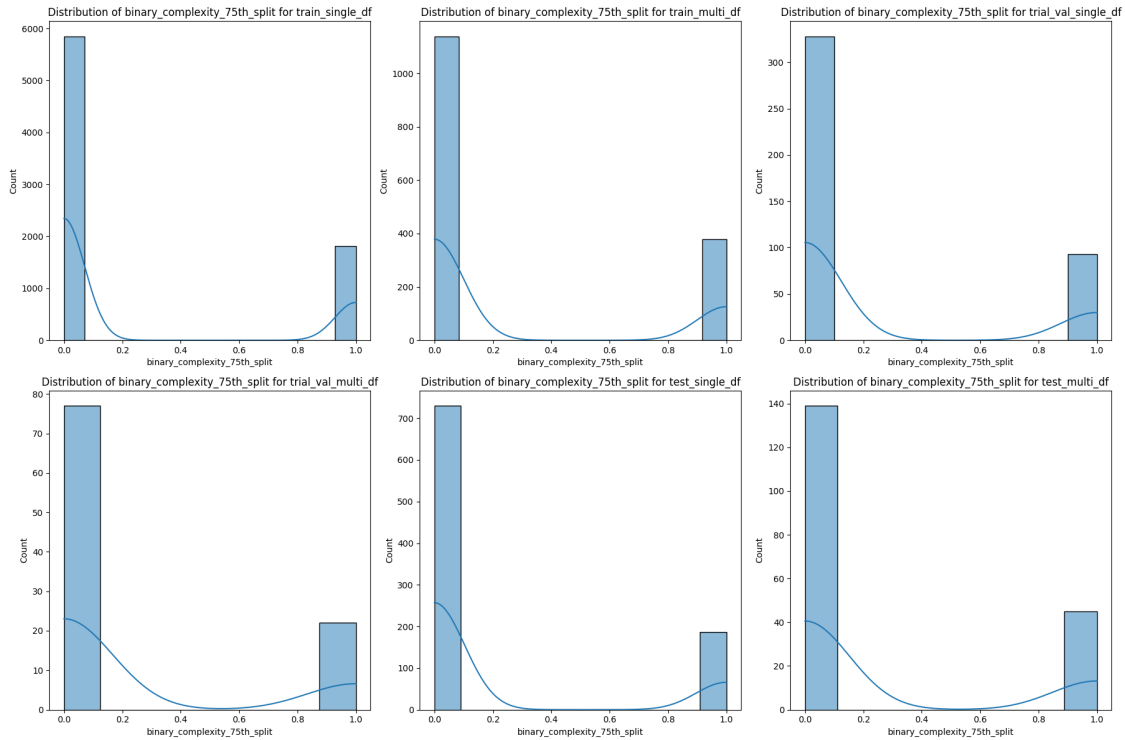 Distribution of binary_complexity_75th_split for train_single_df
6000
5000
4000
3000
2000
1000
0
Count
0.0 0.2 0.4 0.6 0.8 1.0
binary_complexity_75th_split
Distribution of binary_complexity_75th_split for train_multi_df
1000
800
600
400
200
0
Count
0.0 0.2 0.4 0.6 0.8 1.0
binary_complexity_75th_split
Distribution of binary_complexity_75th_split for trial_val_single_df
300
250
200
150
100
50
0
Count
0.0 0.2 0.4 0.6 0.8 1.0
binary_complexity_75th_split
Distribution of binary_complexity_75th_split for trial_val_multi_df
80
70
60
50
40
30
20
10
0
Count
0.0 0.2 0.4 0.6 0.8 1.0
binary_complexity_75th_split
Distribution of binary_complexity_75th_split for test_single_df
700
600
500
400
300
200
100
0
Count
0.0 0.2 0.4 0.6 0.8 1.0
binary_complexity_75th_split
Distribution of binary_complexity_75th_split for test_multi_df
140
120
100
80
60
40
20
0
Count
0.0 0.2 0.4 0.6 0.8 1.0
binary_complexity_75th_split